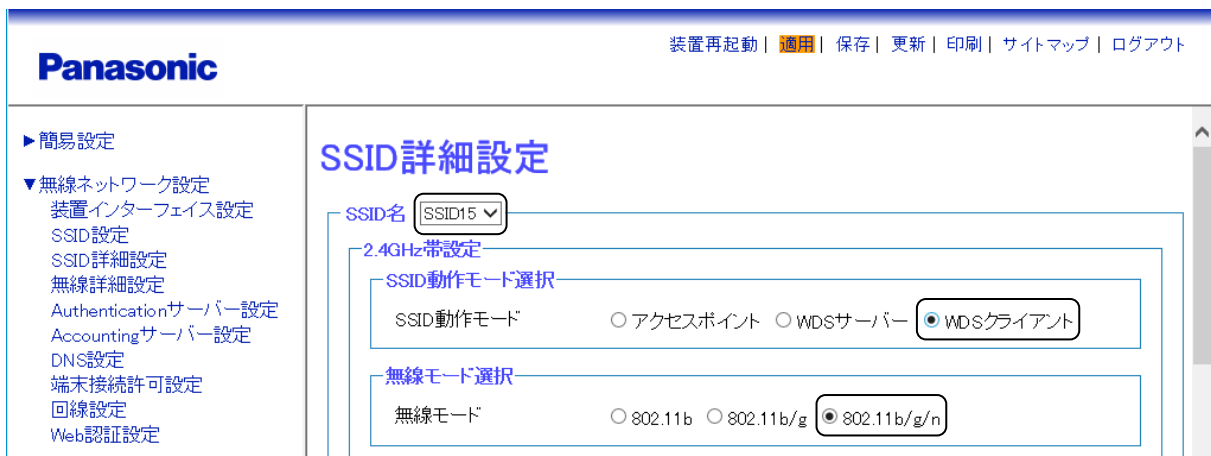 装置再起動 | 適用 | 保存 | 更新 | 印刷 | サイトマップ | ログアウト
Panasonic
▶簡易設定
▼無線ネットワーク設定
装置インターフェイス設定
SSID設定
SSID詳細設定
無線詳細設定
Authenticationサーバー設定
Accountingサーバー設定
DNS設定
端末接続許可設定
回線設定
Web認証設定
SSID詳細設定
SSID名 SSID15
2.4GHz帯設定
SSID動作モード選択
SSID動作モード アクセスポイント WDSサーバー WDSクライアント
無線モード選択
無線モード 802.11b 802.11b/g 802.11b/g/n